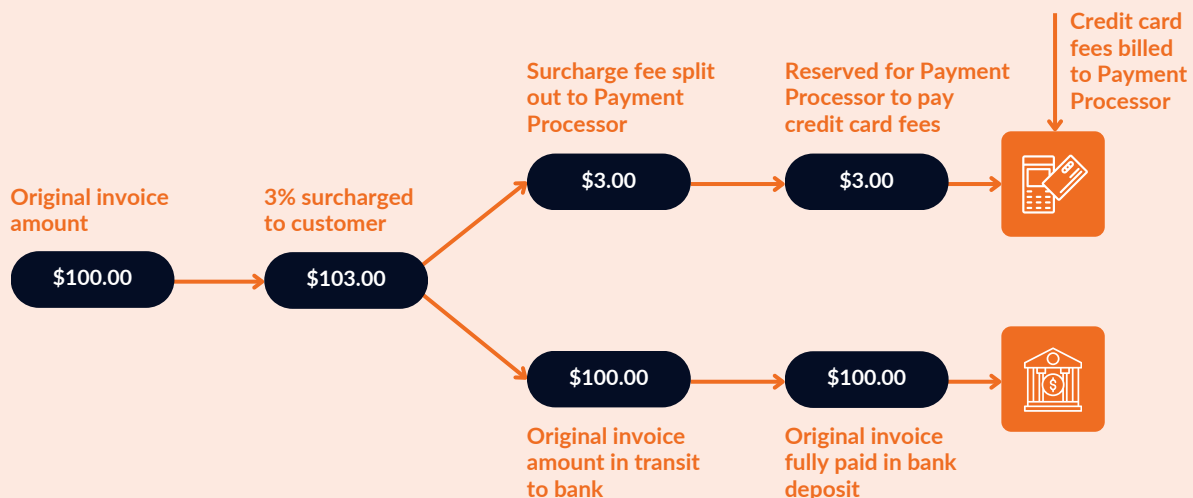 Original invoice
amount
$100.00
3% surcharged
to customer
$103.00
Surcharge fee split
out to Payment
Processor
$3.00
Reserved for Payment
Processor to pay
credit card fees
$3.00
Credit card
fees billed
to Payment
Processor
$100.00
Original invoice
amount in transit
to bank
$100.00
Original invoice
fully paid in bank
deposit
$